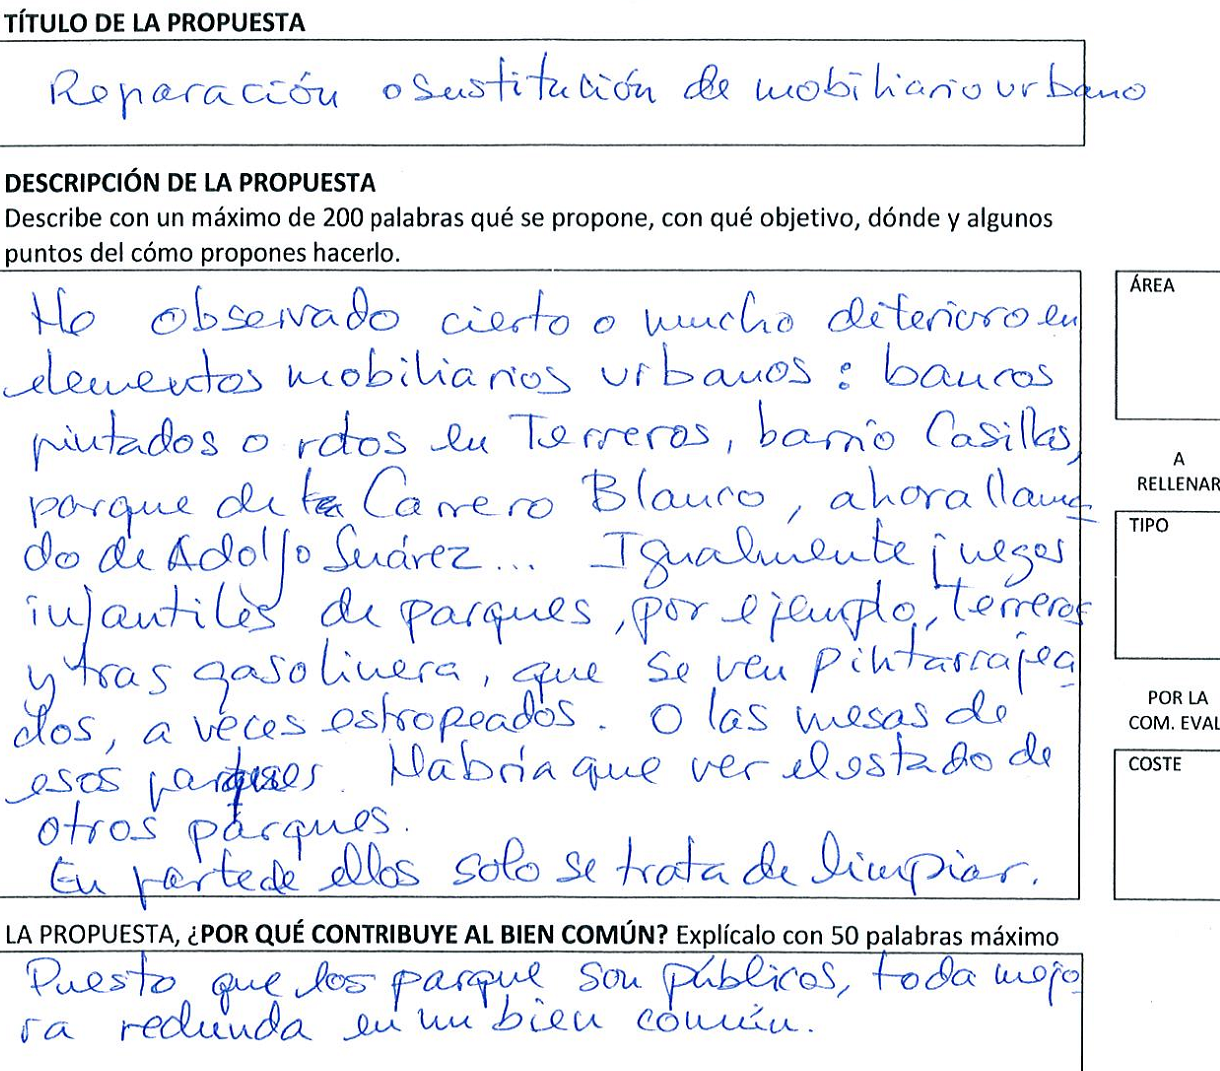 TÍTULO DE LA PROPUESTA
Reparación o sustitución de mobiliario urbano
DESCRIPCIÓN DE LA PROPUESTA
Describe con un máximo de 200 palabras qué se propone, con qué objetivo, dónde y algunos
puntos del cómo propones hacerlo.
He observado cierto o mucho deterioro en
elementos mobiliarios urbanos: bancos
pintados o rotos en Terreros, barrio Casillas,
parque de Carrero Blanco, ahora llama
do de Adolfo Suárez... Igualmente juegos
infantiles de parques, por ejemplo, Terreros
y tras gasolinera, que se ven pintarrajea
dos, a veces estropeados. O las mesas de
esos parques. Habría que ver el estado de
otros parques.
En parte de ellos solo se trata de limpiar.
ÁREA
A
RELLENAR
TIPO
POR LA
COM. EVAL
COSTE
LA PROPUESTA, ¿POR QUÉ CONTRIBUYE AL BIEN COMÚN? Explícalo con 50 palabras máximo
Puesto que los parque son públicos, toda mejo
ra redunda en un bien común.